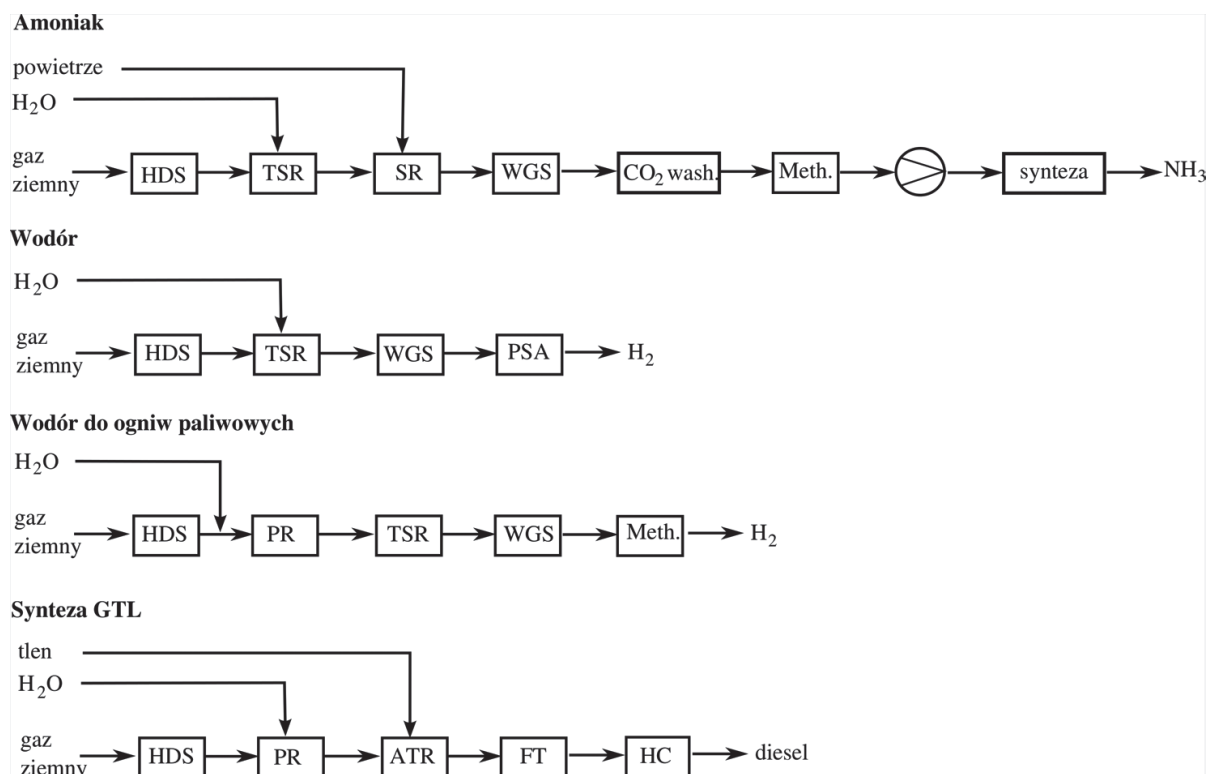 Amoniak
powietrze
H₂O
gaz
ziemny
HDS
TSR
SR
WGS
CO₂ wash.
Meth.
synteza
NH₃
Wodór
H₂O
gaz
ziemny
HDS
TSR
WGS
PSA
H₂
Wodór do ogniw paliwowych
H₂O
gaz
ziemny
HDS
PR
TSR
WGS
Meth.
H₂
Synteza GTL
tlen
H₂O
gaz
ziemny
HDS
PR
ATR
FT
HC
diesel